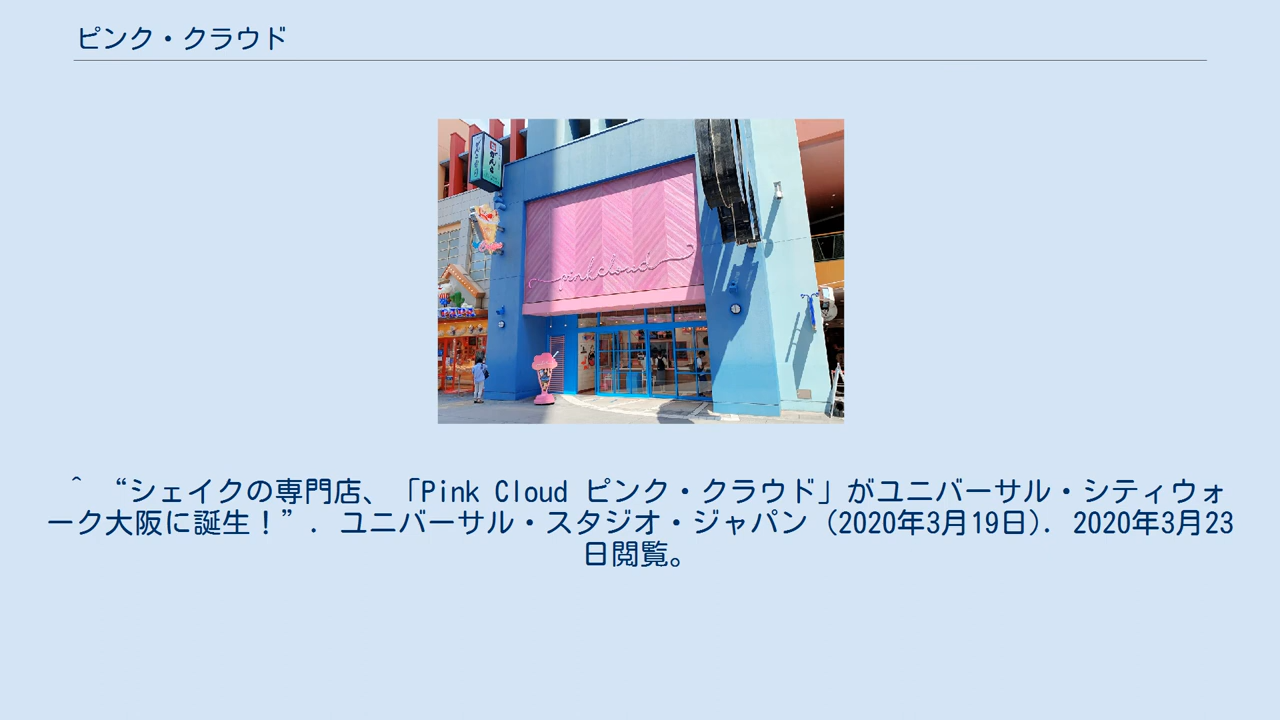 ピンク・クラウド
pinkcloud
^ “シェイクの専門店、「Pink Cloud ピンク・クラウド」がユニバーサル・シティウォ
ーク大阪に誕生！”. ユニバーサル・スタジオ・ジャパン (2020年3月19日). 2020年3月23
日閲覧。